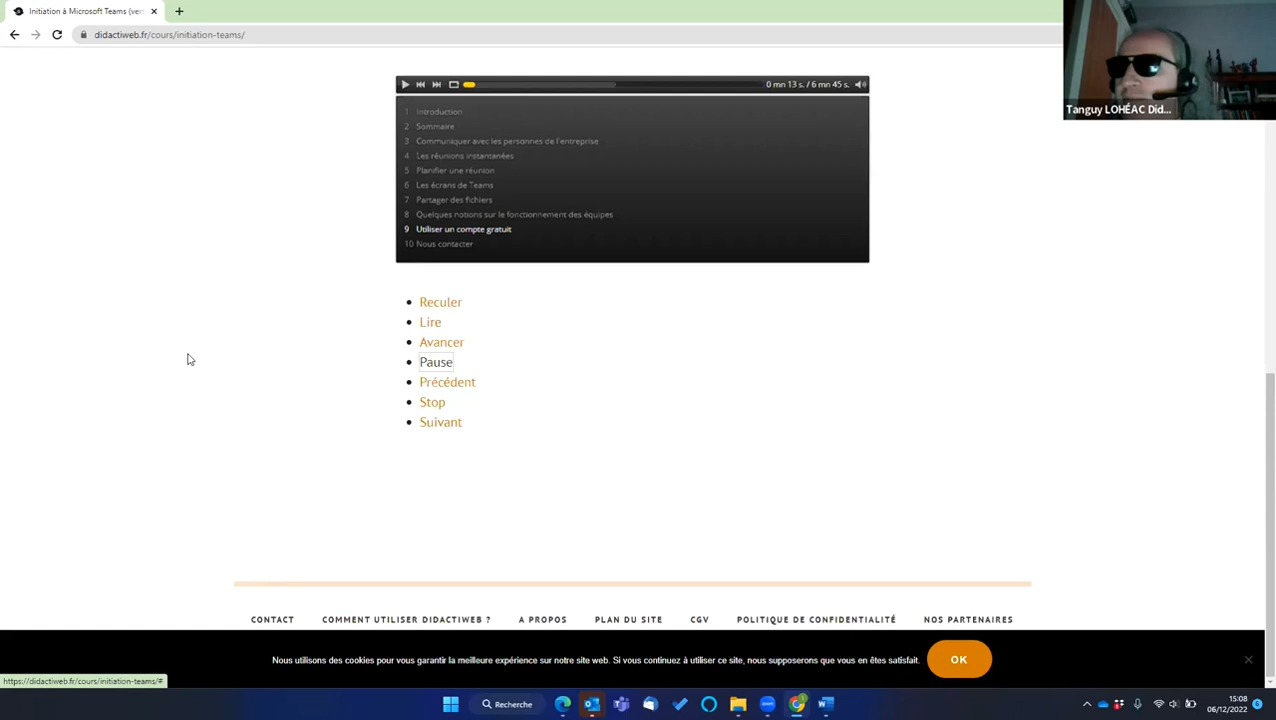 Initiation à Microsoft Teams (ver
didactiweb.fr/cours/initiation-teams/
Tanguy LOHÉAC Did...
0 mn 13 s. / 6 mn 45 s.
1 Introduction
2 Sommaire
3 Communiquer avec les personnes de l'entreprise
4 Les réunions instantanées
5 Planifier une réunion
6 Les écrans de Teams
7 Partager des fichiers
8 Quelques notions sur le fonctionnement des équipes
9 Utiliser un compte gratuit
10 Nous contacter
Reculer
Lire
Avancer
Pause
Précédent
Stop
Suivant
CONTACT COMMENT UTILISER DIDACTIWEB ? A PROPOS PLAN DU SITE CGV POLITIQUE DE CONFIDENTIALITÉ NOS PARTENAIRES
Nous utilisons des cookies pour vous garantir la meilleure expérience sur notre site web. Si vous continuez à utiliser ce site, nous supposerons que vous en êtes satisfait. OK
https://didactiweb.fr/cours/initiation-teams/#
Recherche
15:08
06/12/2022